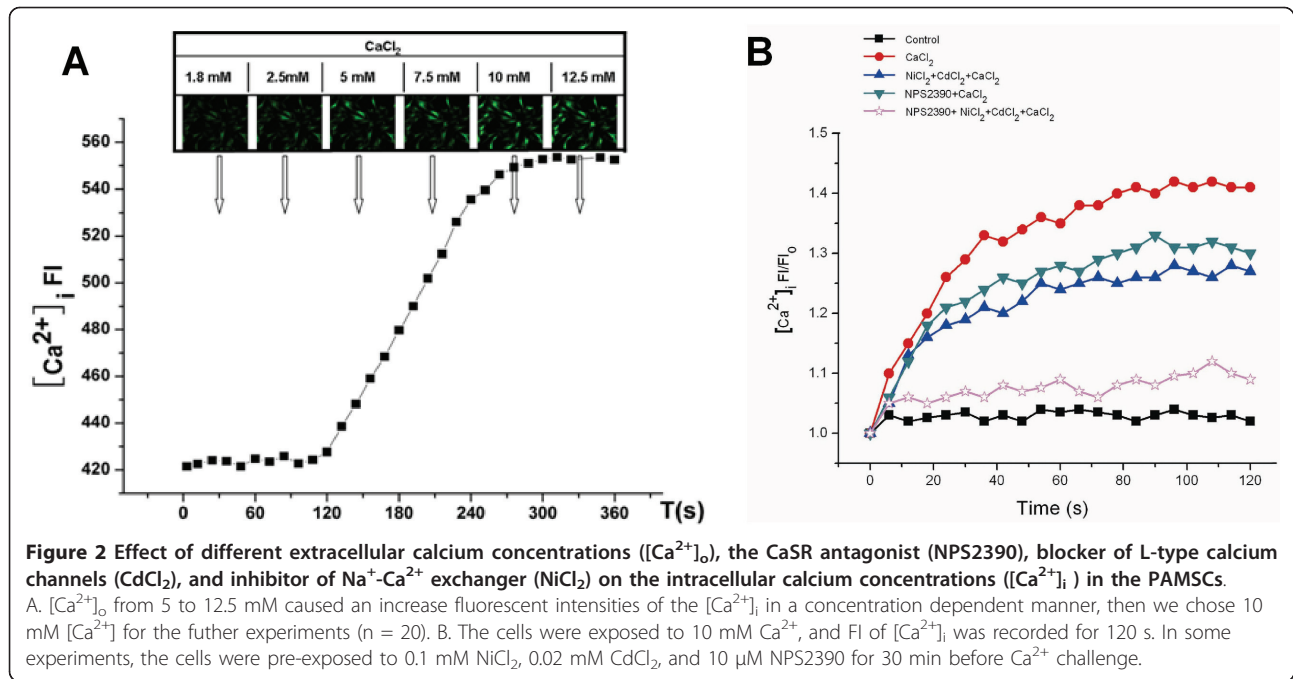 A
CaCl2
1.8 mM 2.5mM 5 mM 7.5 mM 10 mM 12.5 mM
560
540
520
500
480
460
440
420
[Ca2+]i FI
0 60 120 180 240 300 360 T(s)
B
Control
CaCl2
NiCl2+CdCl2+CaCl2
NPS2390+CaCl2
NPS2390+ NiCl2+CdCl2+CaCl2
1.5
1.4
1.3
1.2
1.1
1.0
[Ca2+]i FI/FIo
0 20 40 60 80 100 120
Time (s)
Figure 2 Effect of different extracellular calcium concentrations ([Ca2+]o), the CaSR antagonist (NPS2390), blocker of L-type calcium
channels (CdCl2), and inhibitor of Na+-Ca2+ exchanger (NiCl2) on the intracellular calcium concentrations ([Ca2+]i ) in the PAMSCs.
A. [Ca2+]o from 5 to 12.5 mM caused an increase fluorescent intensities of the [Ca2+]i in a concentration dependent manner, then we chose 10
mM [Ca2+] for the futher experiments (n = 20). B. The cells were exposed to 10 mM Ca2+, and FI of [Ca2+]i was recorded for 120 s. In some
experiments, the cells were pre-exposed to 0.1 mM NiCl2, 0.02 mM CdCl2, and 10 μM NPS2390 for 30 min before Ca2+ challenge.